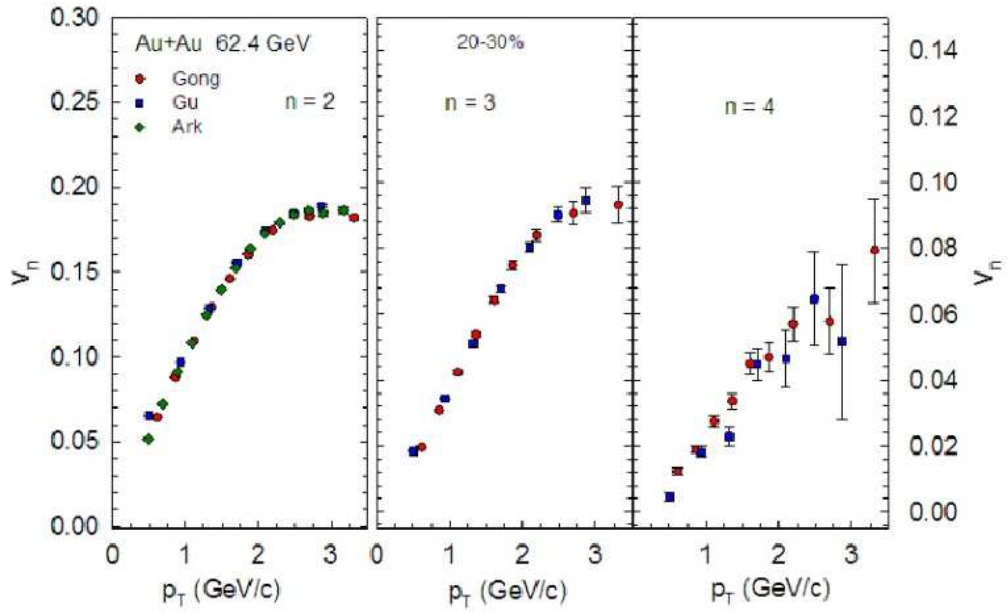 0.30
0.25
0.20
0.15
0.10
0.05
0.00
Vn
Au+Au 62.4 GeV
Gong
Gu
Ark
n = 2
0 1 2 3
pT (GeV/c)
20-30%
n = 3
0 1 2 3
pT (GeV/c)
n = 4
1 2 3
pT (GeV/c)
0.14
0.12
0.10
0.08
0.06
0.04
0.02
0.00
Vn